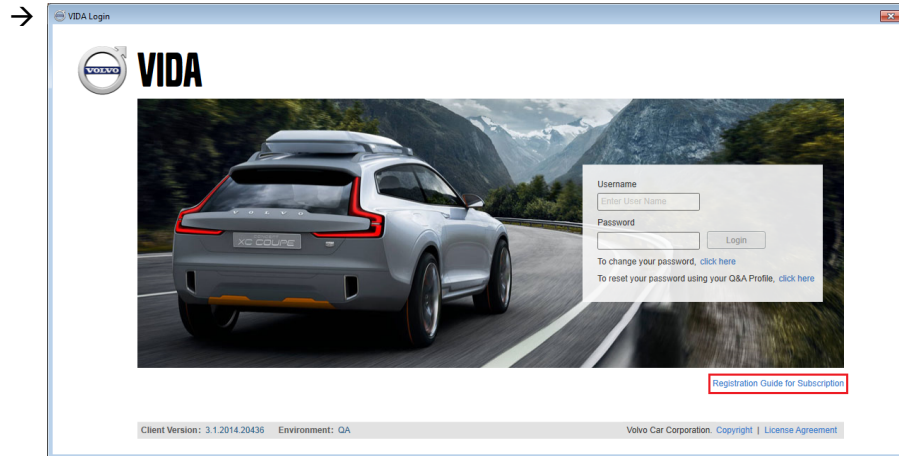 →
VIDA Login
VOLVO
VIDA
VOLVO
XC COUPE
Username
Enter User Name
Password
Login
To change your password, click here
To reset your password using your Q&A Profile, click here
Registration Guide for Subscription
Client Version: 3.1.2014.20436 Environment: QA
Volvo Car Corporation. Copyright | License Agreement